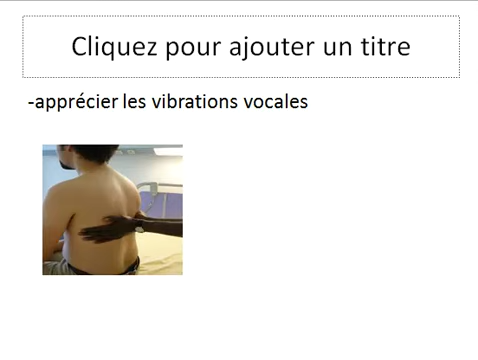 Cliquez pour ajouter un titre
-apprécier les vibrations vocales